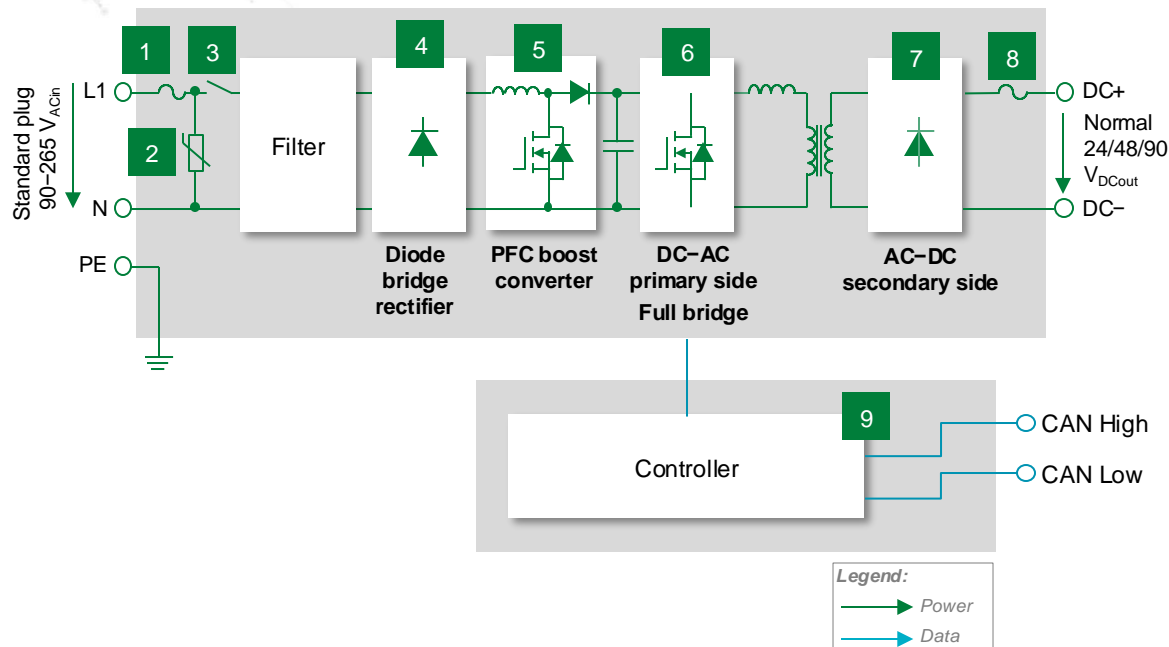 1
3
4
5
6
7
8
L1
DC+
Standard plug
90−265 VACin
2
Filter
Normal
24/48/90
VDCout
N
DC−
PE
Diode
bridge
rectifier
PFC boost
converter
DC−AC
primary side
Full bridge
AC−DC
secondary side
9
Controller
CAN High
CAN Low
Legend:
Power
Data